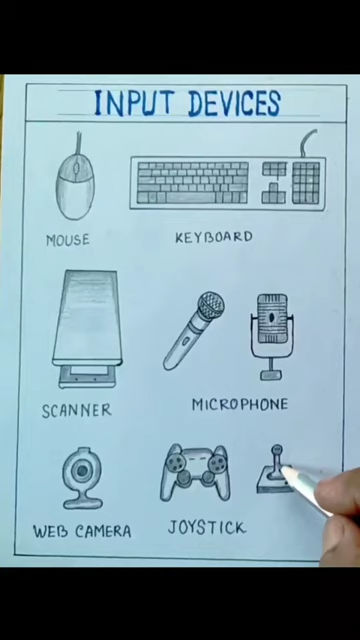 INPUT DEVICES
MOUSE
KEYBOARD
SCANNER
MICROPHONE
WEB CAMERA
JOYSTICK